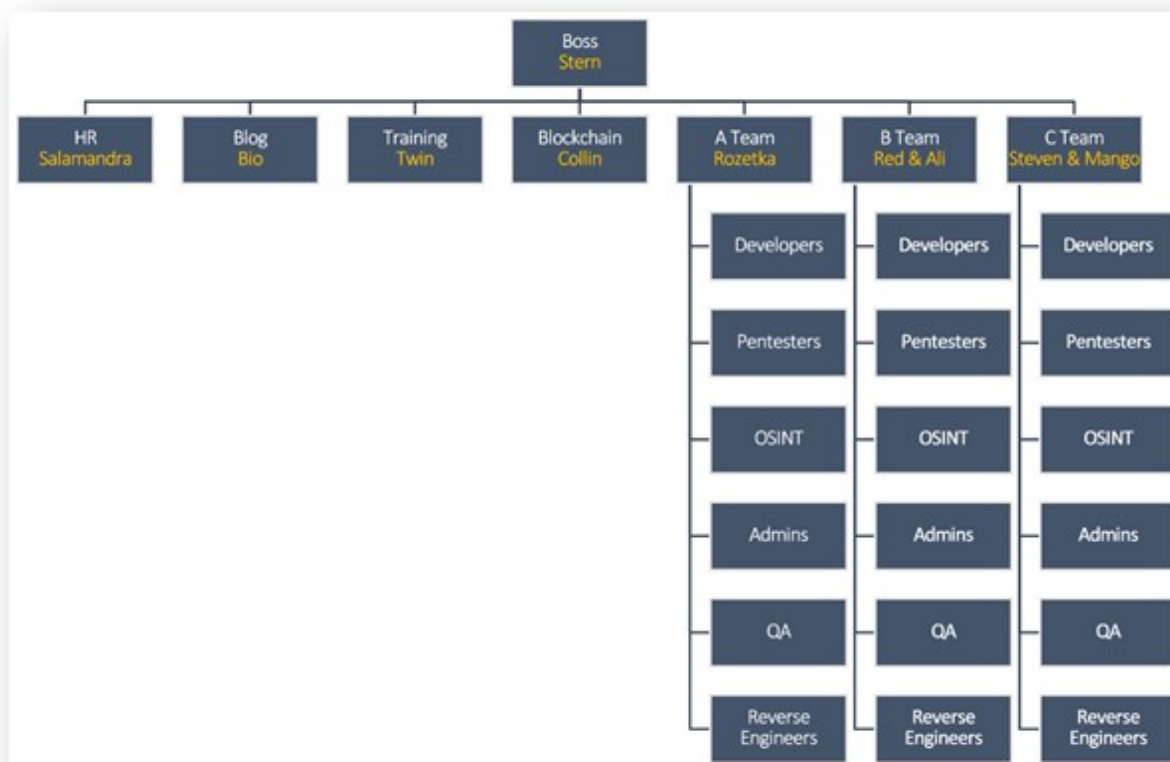 Boss
Stern
HR
Salamandra
Blog
Bio
Training
Twin
Blockchain
Collin
A Team
Rozetka
B Team
Red & Ali
C Team
Steven & Mango
Developers
Pentesters
OSINT
Admins
QA
Reverse
Engineers
Developers
Pentesters
OSINT
Admins
QA
Reverse
Engineers
Developers
Pentesters
OSINT
Admins
QA
Reverse
Engineers